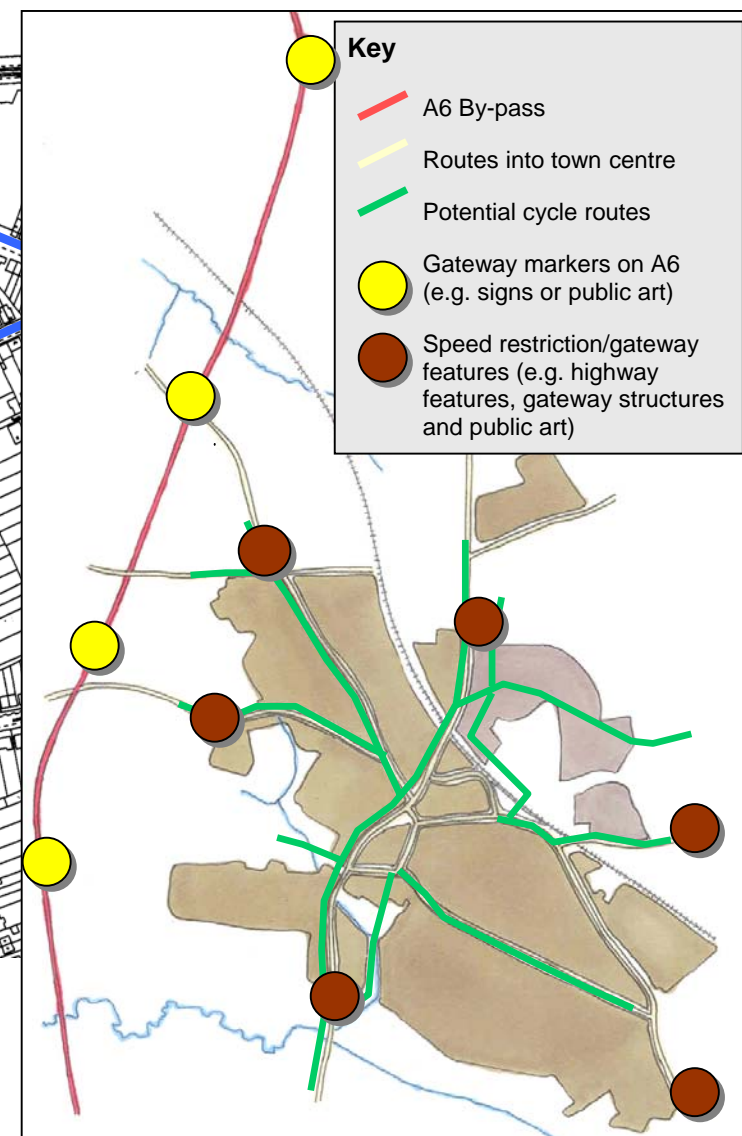 Key
A6 By-pass
Routes into town centre
Potential cycle routes
Gateway markers on A6
(e.g. signs or public art)
Speed restriction/gateway
features (e.g. highway
features, gateway structures
and public art)